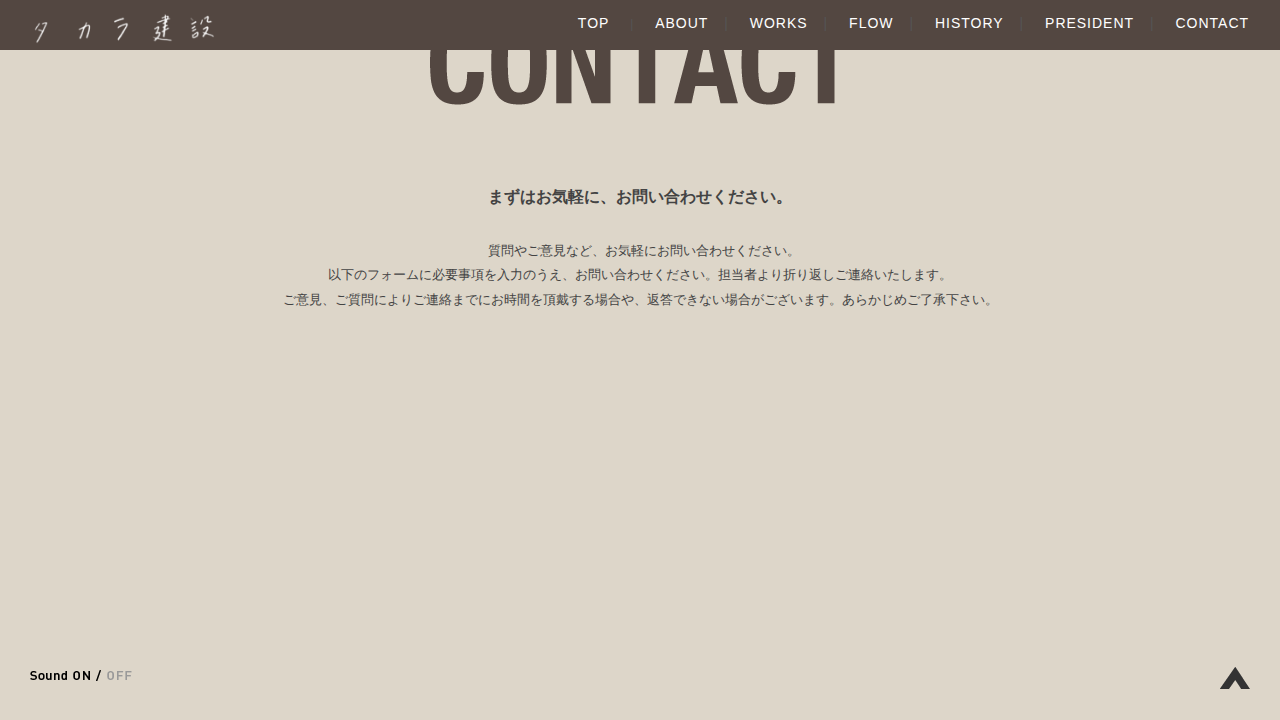 タカラ建設
TOP ABOUT WORKS FLOW HISTORY PRESIDENT CONTACT
CONTACT
まずはお気軽に、お問い合わせください。
質問やご意見など、お気軽にお問い合わせください。
以下のフォームに必要事項を入力のうえ、お問い合わせください。担当者より折り返しご連絡いたします。
ご意見、ご質問によりご連絡までにお時間を頂戴する場合や、返答できない場合がございます。あらかじめご了承下さい。
Sound ON / OFF